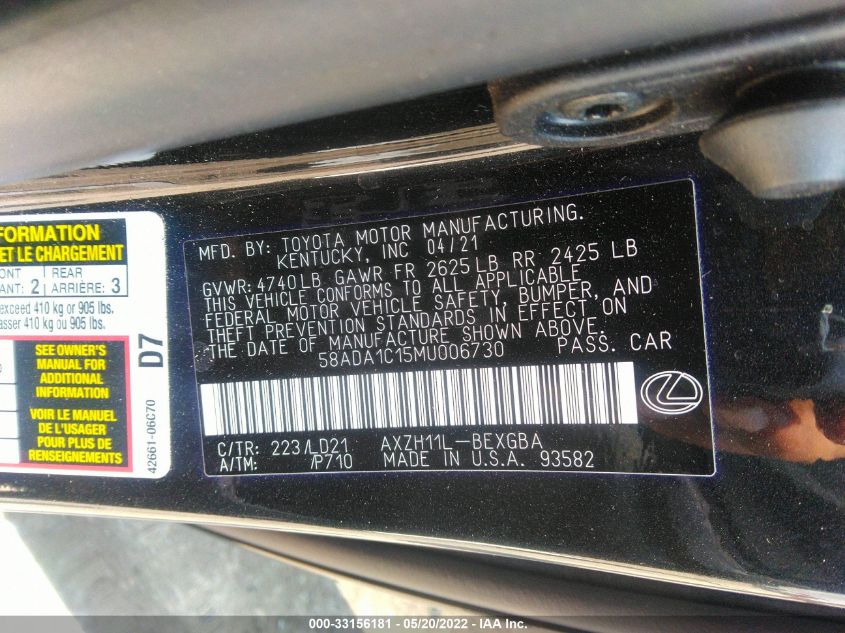 FORMATION
ET LE CHARGEMENT
ONT REAR
ANT: 2 ARRIÈRE: 3
exceed 410 kg or 905 lbs.
asser 410 kg ou 905 lbs.
SEE OWNER'S
MANUAL FOR
ADDITIONAL
INFORMATION
VOIR LE MANUEL
DE L'USAGER
POUR PLUS DE
RENSEIGNEMENTS
D7
42661-06C70
MFD. BY: TOYOTA MOTOR MANUFACTURING.
KENTUCKY, INC 04/21
GVWR: 4740LB GAWR FR 2625LB RR 2425 LB
THIS VEHICLE CONFORMS TO ALL APPLICABLE
FEDERAL MOTOR VEHICLE SAFETY, BUMPER, AND
THEFT PREVENTION STANDARDS IN EFFECT ON
THE DATE OF MANUFACTURE SHOWN ABOVE.
58ADA1C15MU006730 PASS. CAR
C/TR: 223/LD21 AXZH11L-BEXGBA
A/TM: /P710 MADE IN U.S.A. 93582
000-33156181 - 05/20/2022 - IAA Inc.